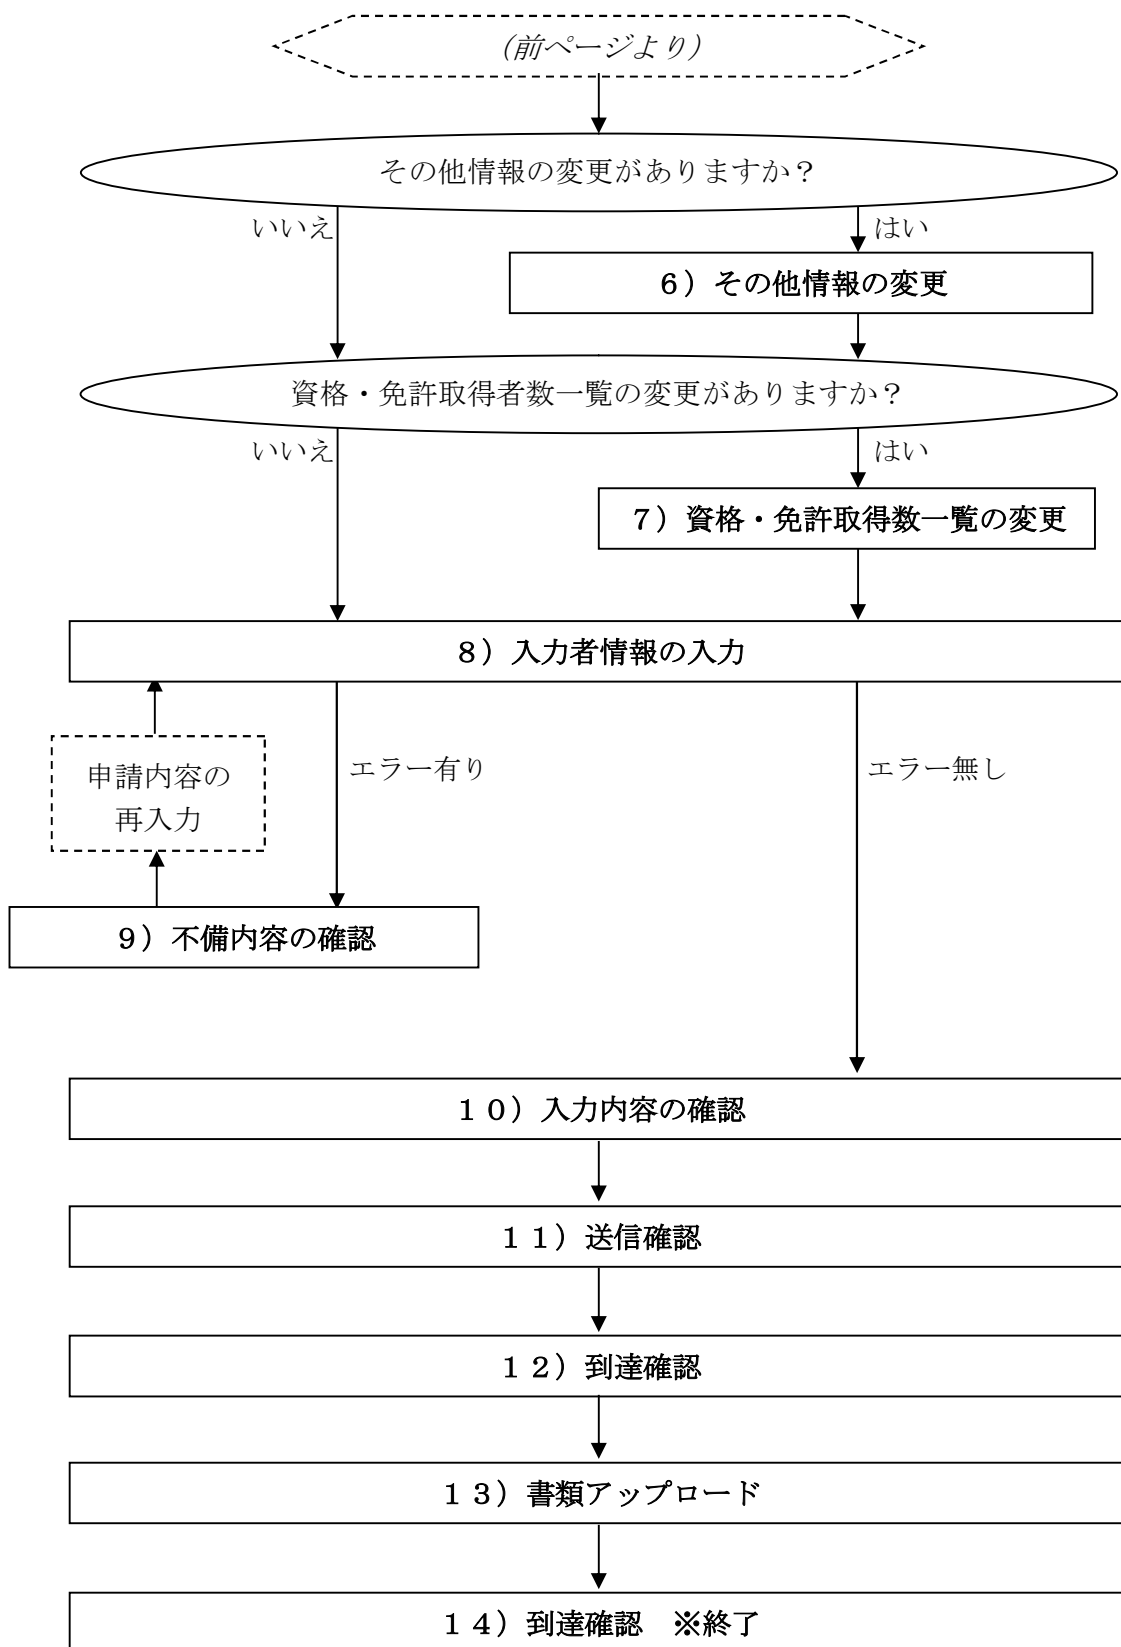 (前ページより)
その他情報の変更がありますか？
いいえ
はい
６）その他情報の変更
資格・免許取得者数一覧の変更がありますか？
いいえ
はい
７）資格・免許取得数一覧の変更
８）入力者情報の入力
申請内容の
再入力
エラー有り
エラー無し
９）不備内容の確認
１０）入力内容の確認
１１）送信確認
１２）到達確認
１３）書類アップロード
１４）到達確認　※終了